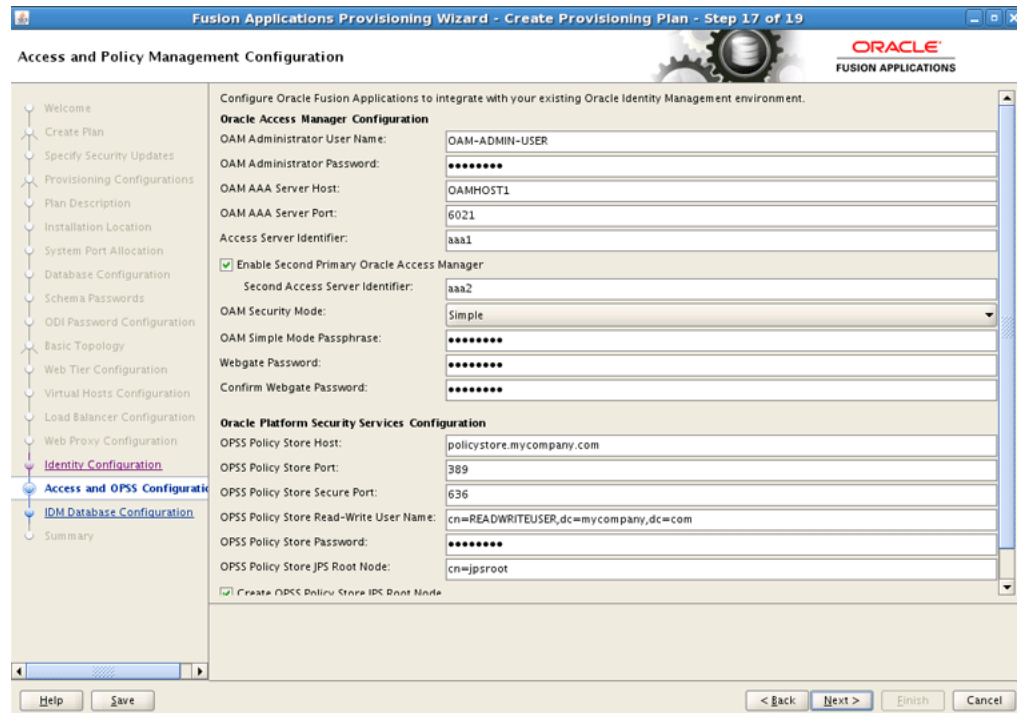 Fusion Applications Provisioning Wizard - Create Provisioning Plan - Step 17 of 19
Access and Policy Management Configuration
ORACLE
FUSION APPLICATIONS
Welcome
Create Plan
Specify Security Updates
Provisioning Configurations
Plan Description
Installation Location
System Port Allocation
Database Configuration
Schema Passwords
ODI Password Configuration
Basic Topology
Web Tier Configuration
Virtual Hosts Configuration
Load Balancer Configuration
Web Proxy Configuration
Identity Configuration
Access and OPSS Configuratio
IDM Database Configuration
Summary
Configure Oracle Fusion Applications to integrate with your existing Oracle Identity Management environment.
Oracle Access Manager Configuration
OAM Administrator User Name: OAM-ADMIN-USER
OAM Administrator Password: ••••••••
OAM AAA Server Host: OAMHOST1
OAM AAA Server Port: 6021
Access Server Identifier: aaa1
Enable Second Primary Oracle Access Manager
Second Access Server Identifier: aaa2
OAM Security Mode: Simple
OAM Simple Mode Passphrase: ••••••••
Webgate Password: ••••••••
Confirm Webgate Password: ••••••••
Oracle Platform Security Services Configuration
OPSS Policy Store Host: policystore.mycompany.com
OPSS Policy Store Port: 389
OPSS Policy Store Secure Port: 636
OPSS Policy Store Read-Write User Name: cn=READWRITEUSER,dc=mycompany,dc=com
OPSS Policy Store Password: ••••••••
OPSS Policy Store JPS Root Node: cn=jpsroot
Create OPSS Policy Store JPS Root Node
Help Save < Back Next > Finish Cancel